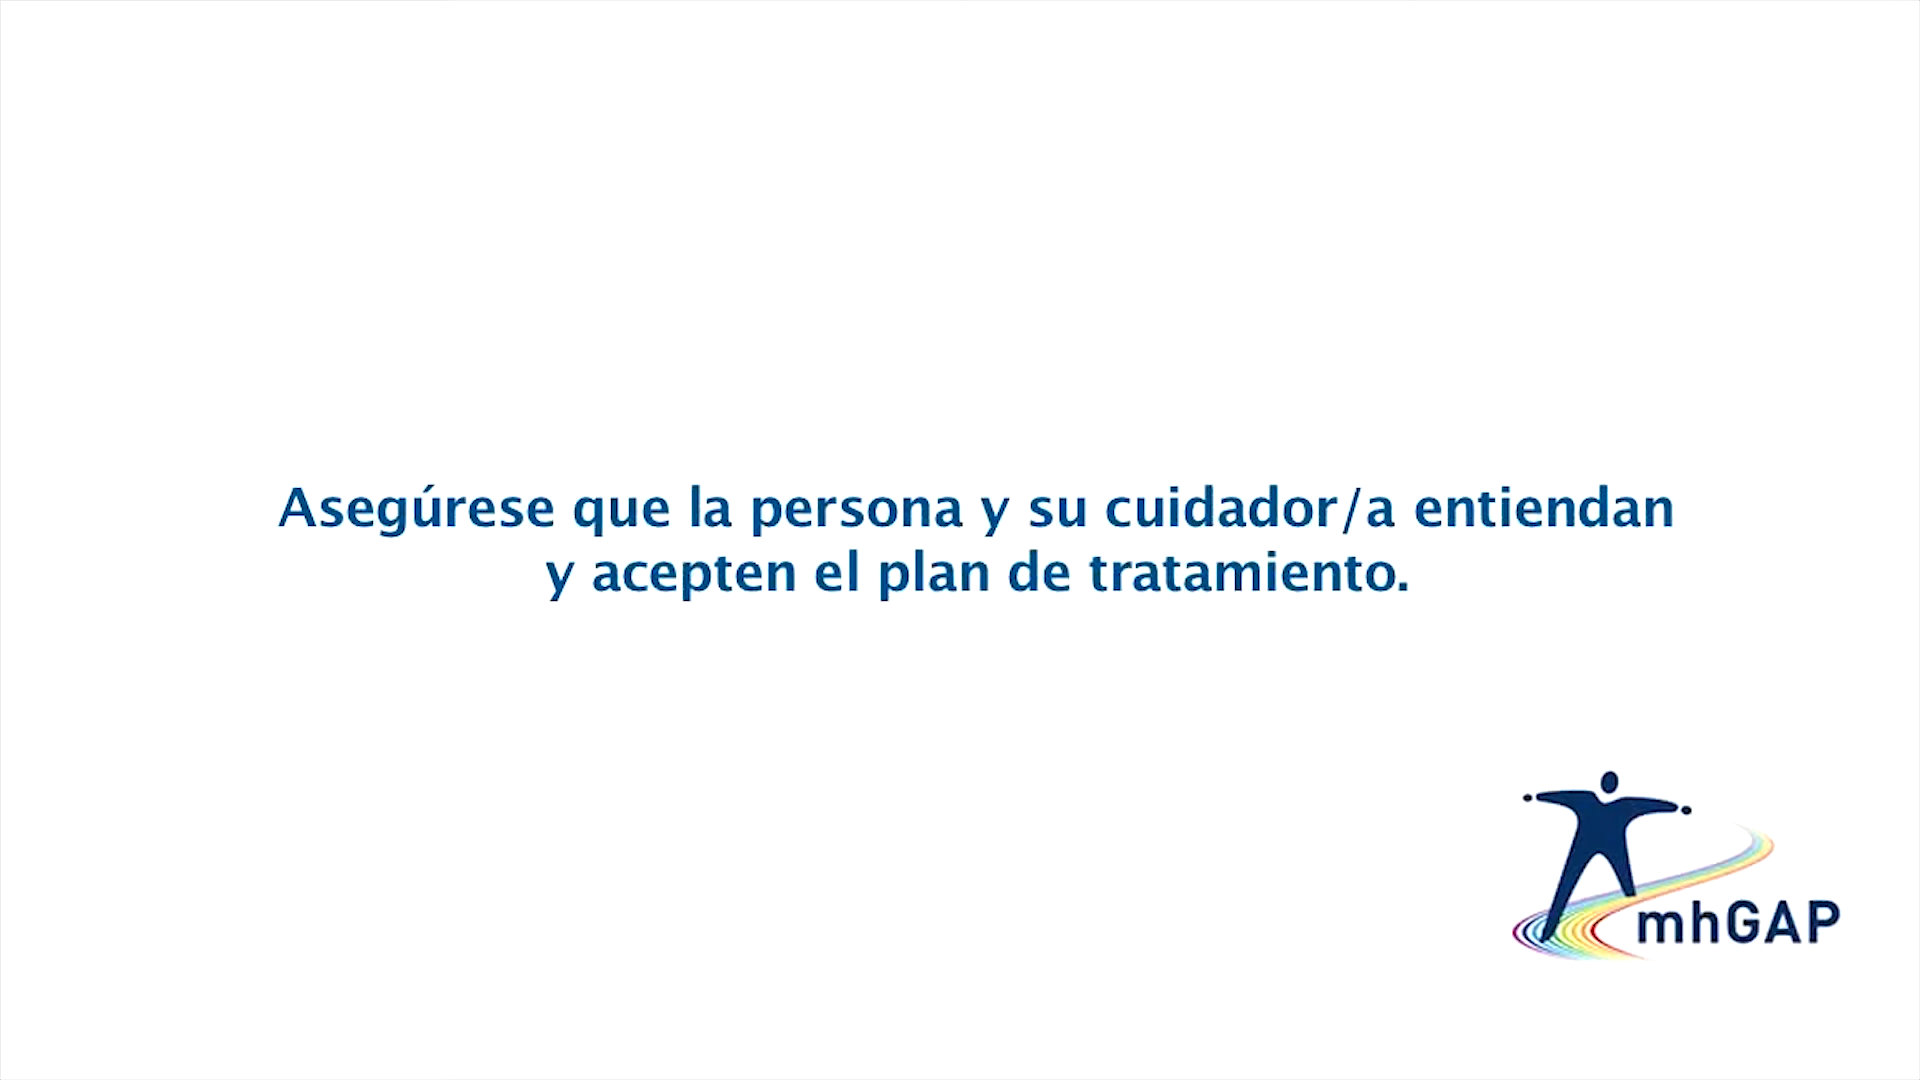 Asegúrese que la persona y su cuidador/a entiendan
y acepten el plan de tratamiento.
mhGAP